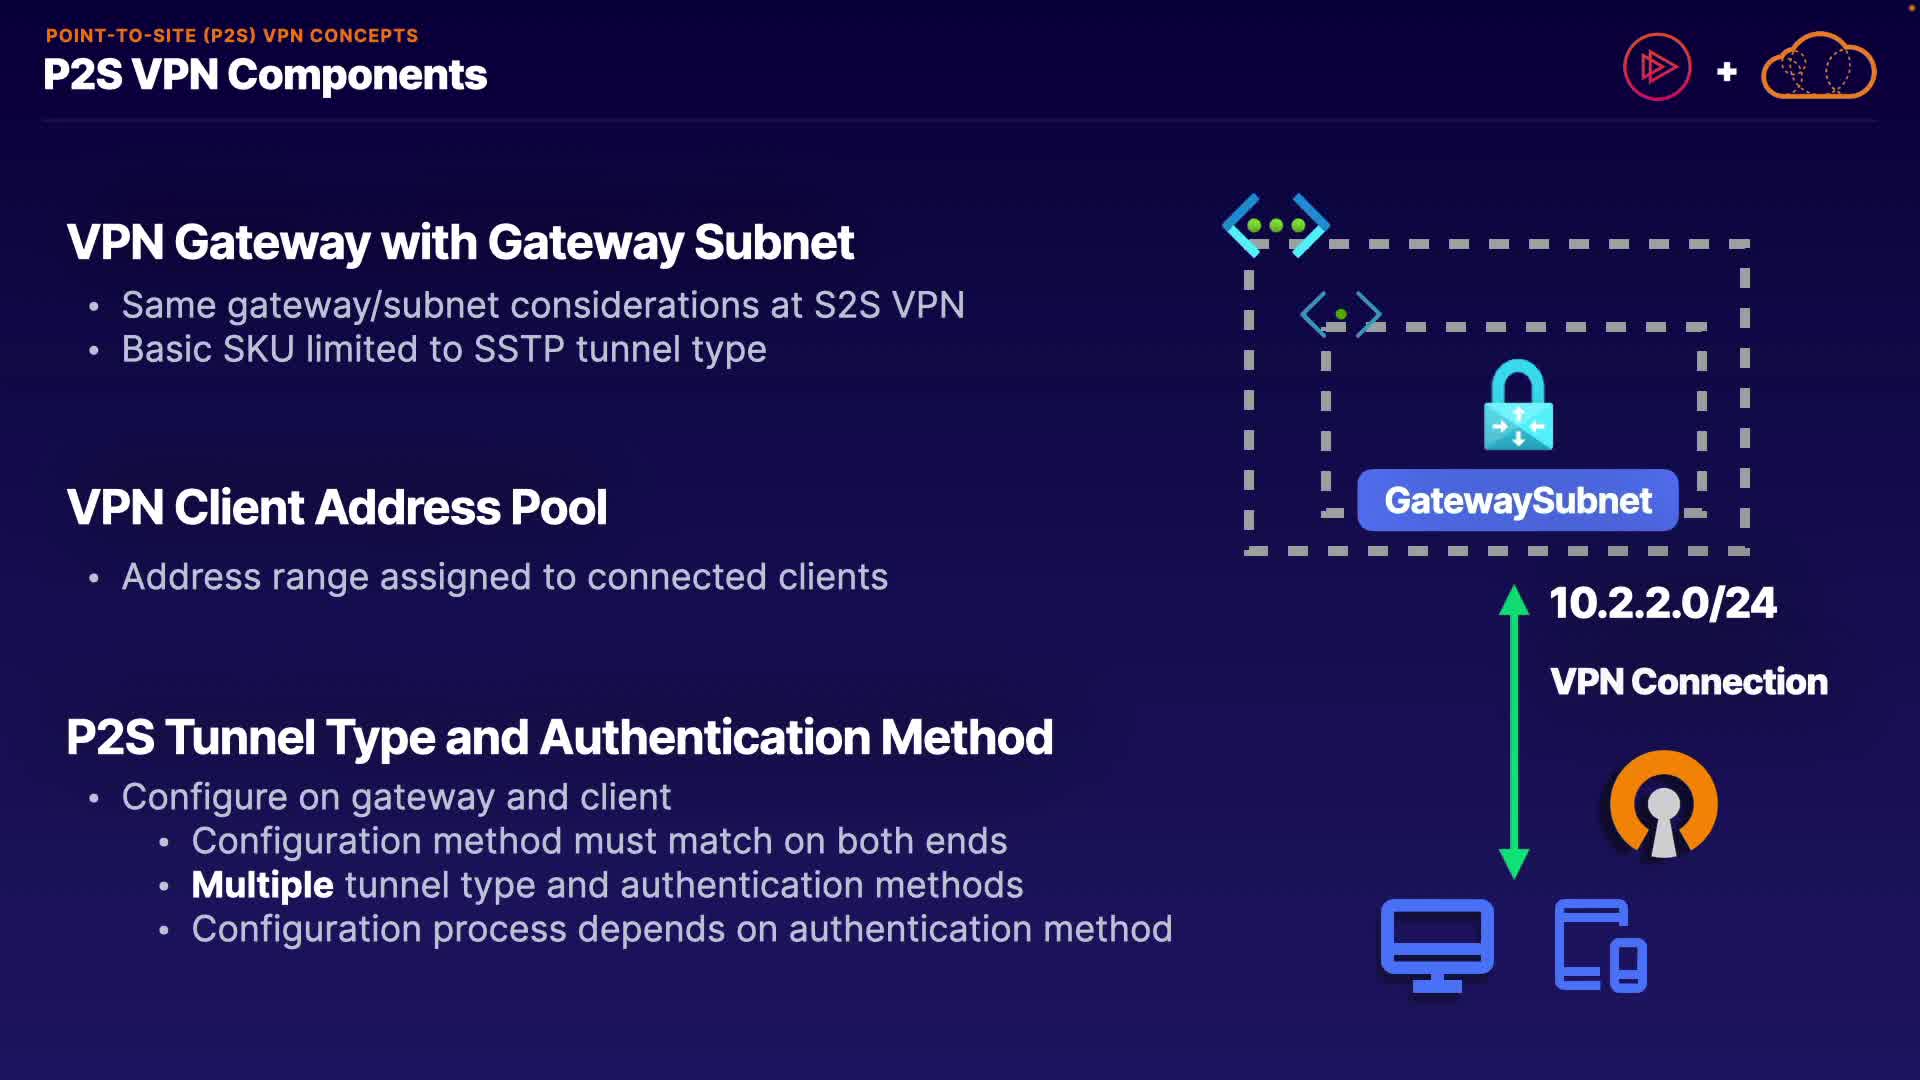 POINT-TO-SITE (P2S) VPN CONCEPTS
P2S VPN Components
+
VPN Gateway with Gateway Subnet
• Same gateway/subnet considerations at S2S VPN
• Basic SKU limited to SSTP tunnel type
VPN Client Address Pool
• Address range assigned to connected clients
P2S Tunnel Type and Authentication Method
• Configure on gateway and client
• Configuration method must match on both ends
• Multiple tunnel type and authentication methods
• Configuration process depends on authentication method
GatewaySubnet
10.2.2.0/24
VPN Connection